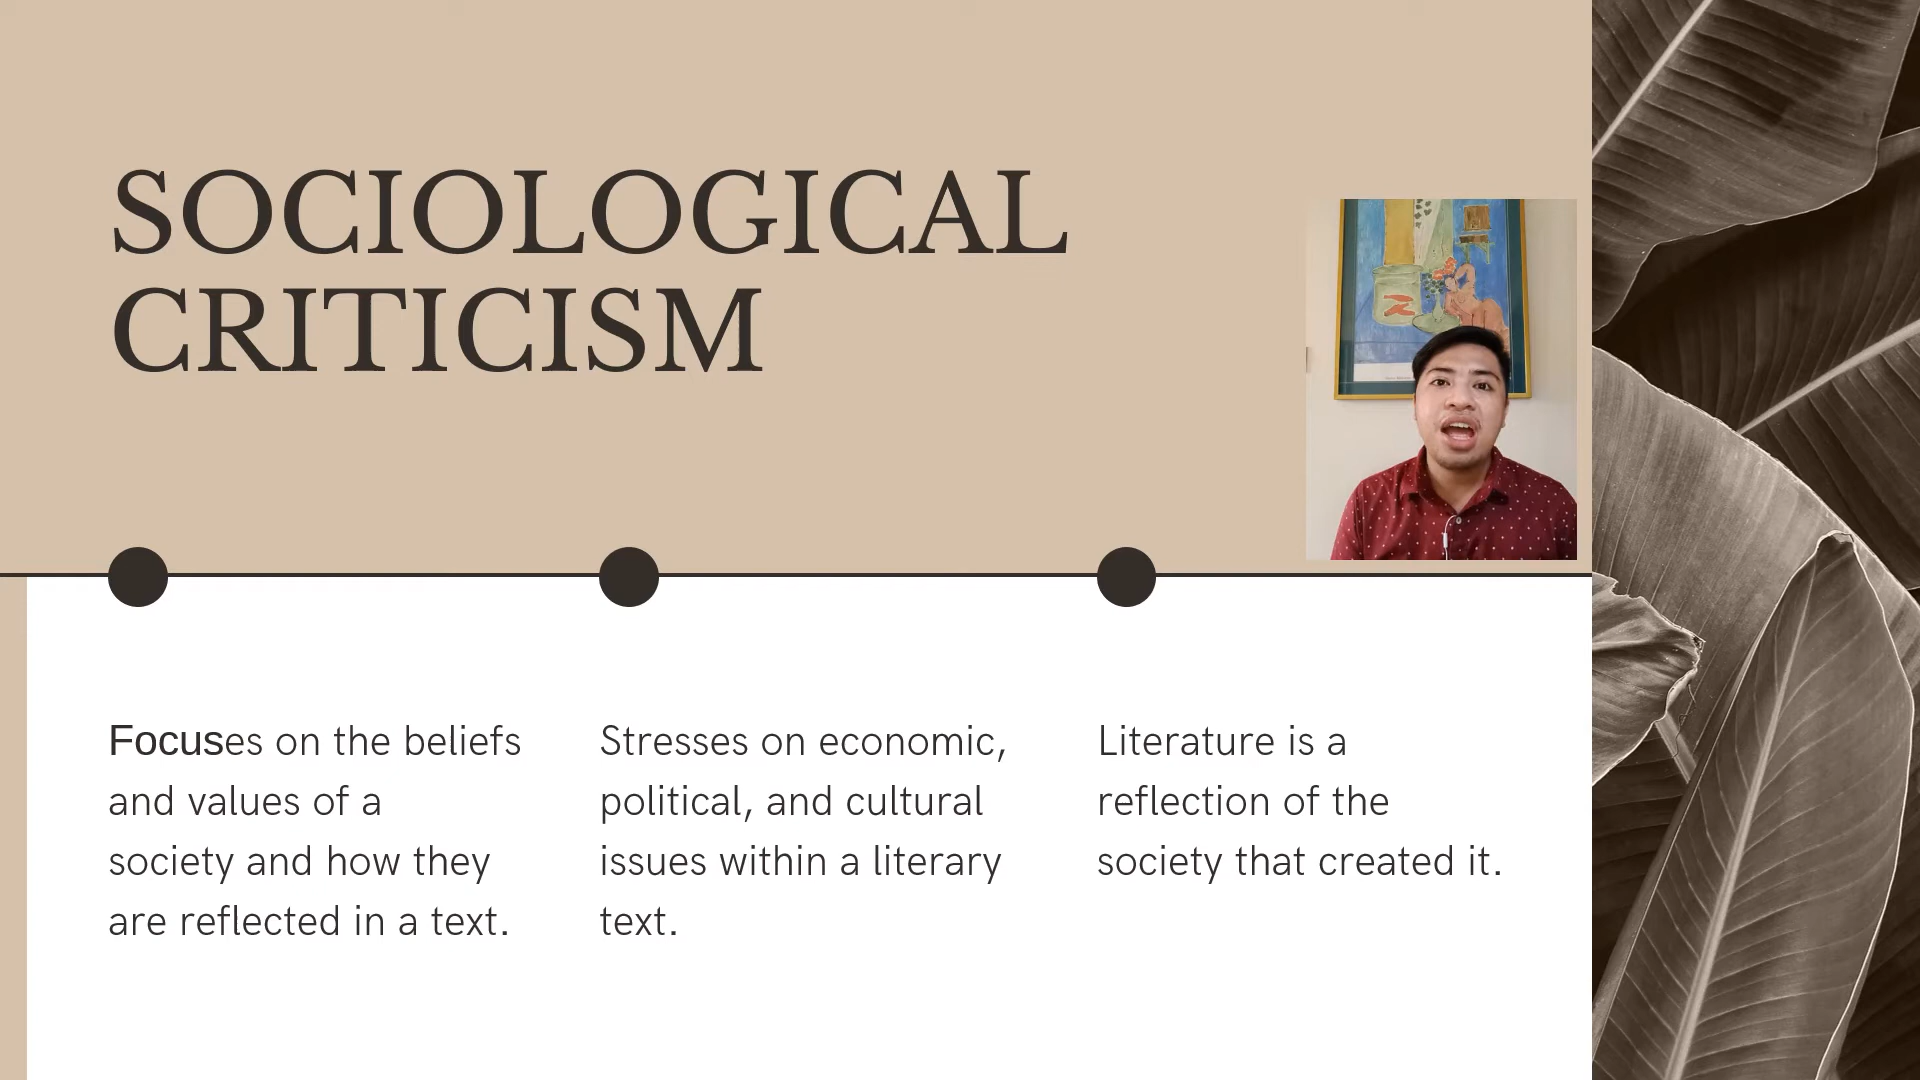 SOCIOLOGICAL
CRITICISM
Focuses on the beliefs
and values of a
society and how they
are reflected in a text.
Stresses on economic,
political, and cultural
issues within a literary
text.
Literature is a
reflection of the
society that created it.